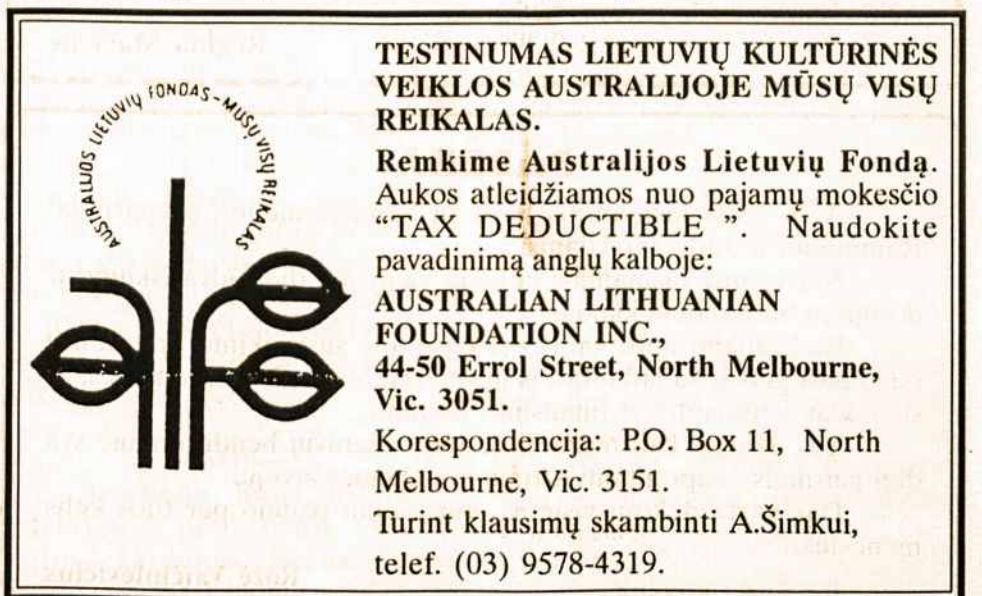 Regina Mack
AUSTRALIJOS LIETUVIŲ FONDAS - MŪSŲ VISŲ REIKALAS
TESTINUMAS LIETUVIŲ KULTŪRINĖS
VEIKLOS AUSTRALIJOJE MŪSŲ VISŲ
REIKALAS.
Remkime Australijos Lietuvių Fondą.
Aukos atleidžiamos nuo pajamų mokesčio
“TAX DEDUCTIBLE ”. Naudokite
pavadinimą anglų kalboje:
AUSTRALIAN LITHUANIAN
FOUNDATION INC.,
44-50 Errol Street, North Melbourne,
Vic. 3051.
Korespondencija: P.O. Box 11, North
Melbourne, Vic. 3151
Turint klausimų skambinti A.Šimkui,
telef. (03) 9578-4319.